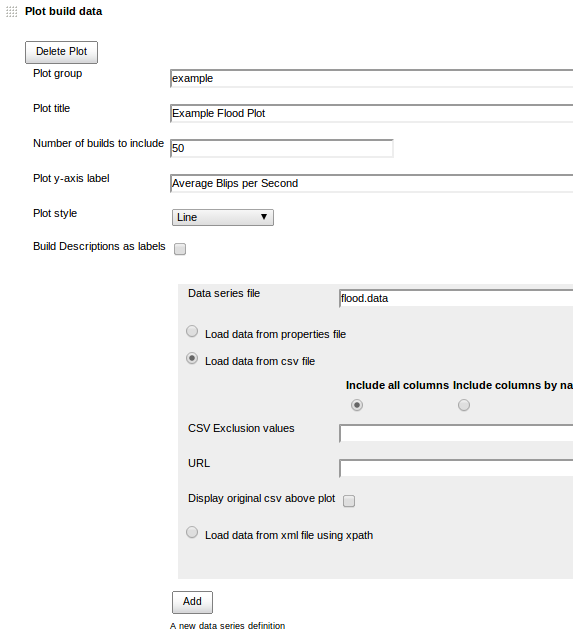 Plot build data
Delete Plot
Plot group
example
Plot title
Example Flood Plot
Number of builds to include
50
Plot y-axis label
Average Blips per Second
Plot style
Line
Build Descriptions as labels
Data series file
flood.data
Load data from properties file
Load data from csv file
Include all columns Include columns by na
CSV Exclusion values
URL
Display original csv above plot
Load data from xml file using xpath
Add
A new data series definition